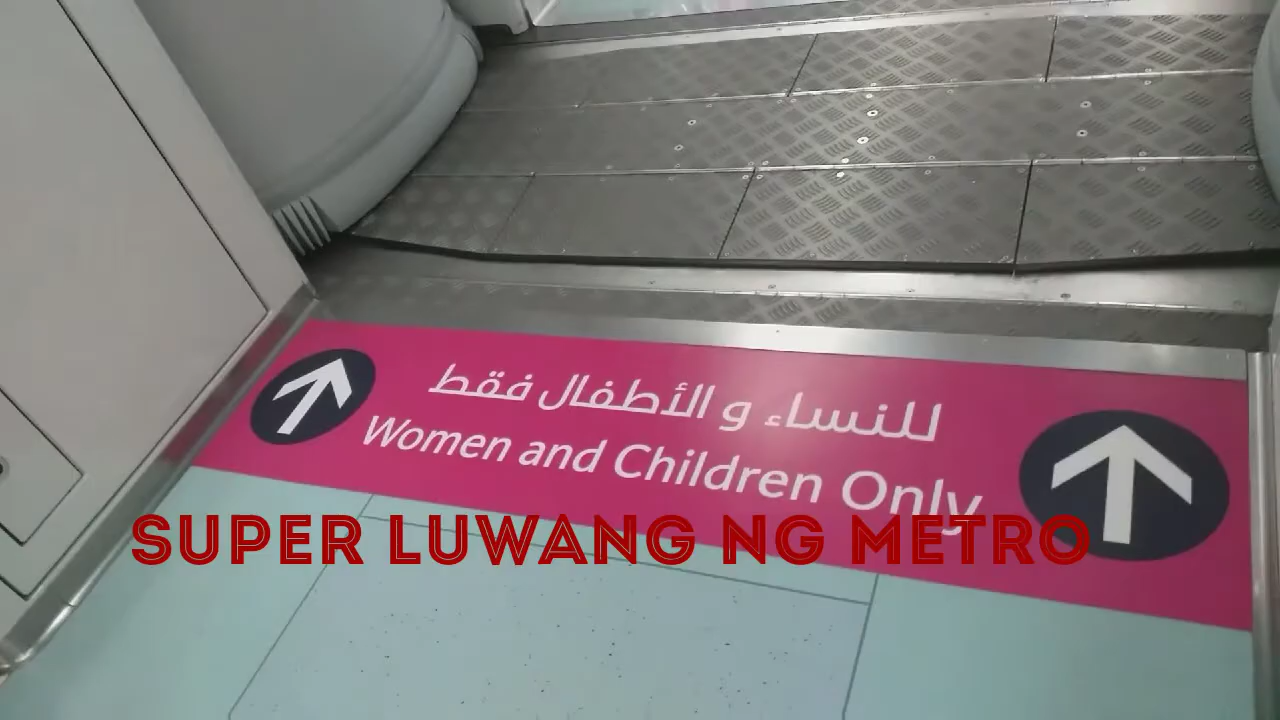 للنساء و الأطفال فقط
Women and Children Only
SUPER LUWANG NG METRO